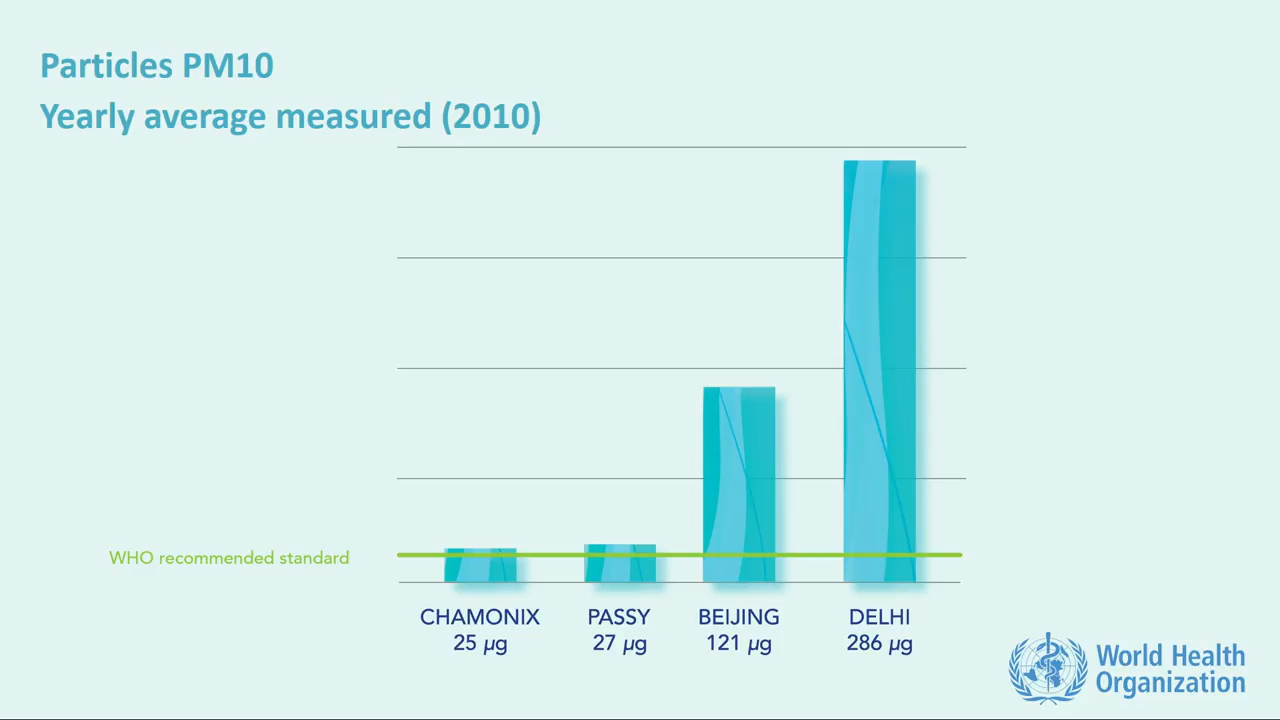 Particles PM10
Yearly average measured (2010)
WHO recommended standard
CHAMONIX
25 µg
PASSY
27 µg
BEIJING
121 µg
DELHI
286 µg
World Health
Organization